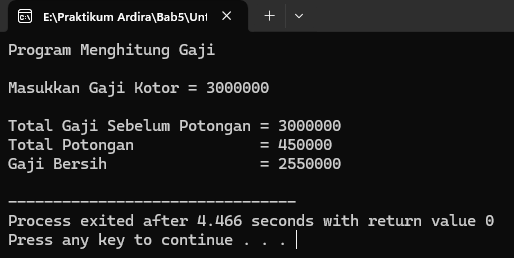 E:\Praktikum Ardira\Bab5\Unt
Program Menghitung Gaji
Masukkan Gaji Kotor = 3000000
Total Gaji Sebelum Potongan = 3000000
Total Potongan              = 450000
Gaji Bersih                 = 2550000
--------------------------------
Process exited after 4.466 seconds with return value 0
Press any key to continue . . .